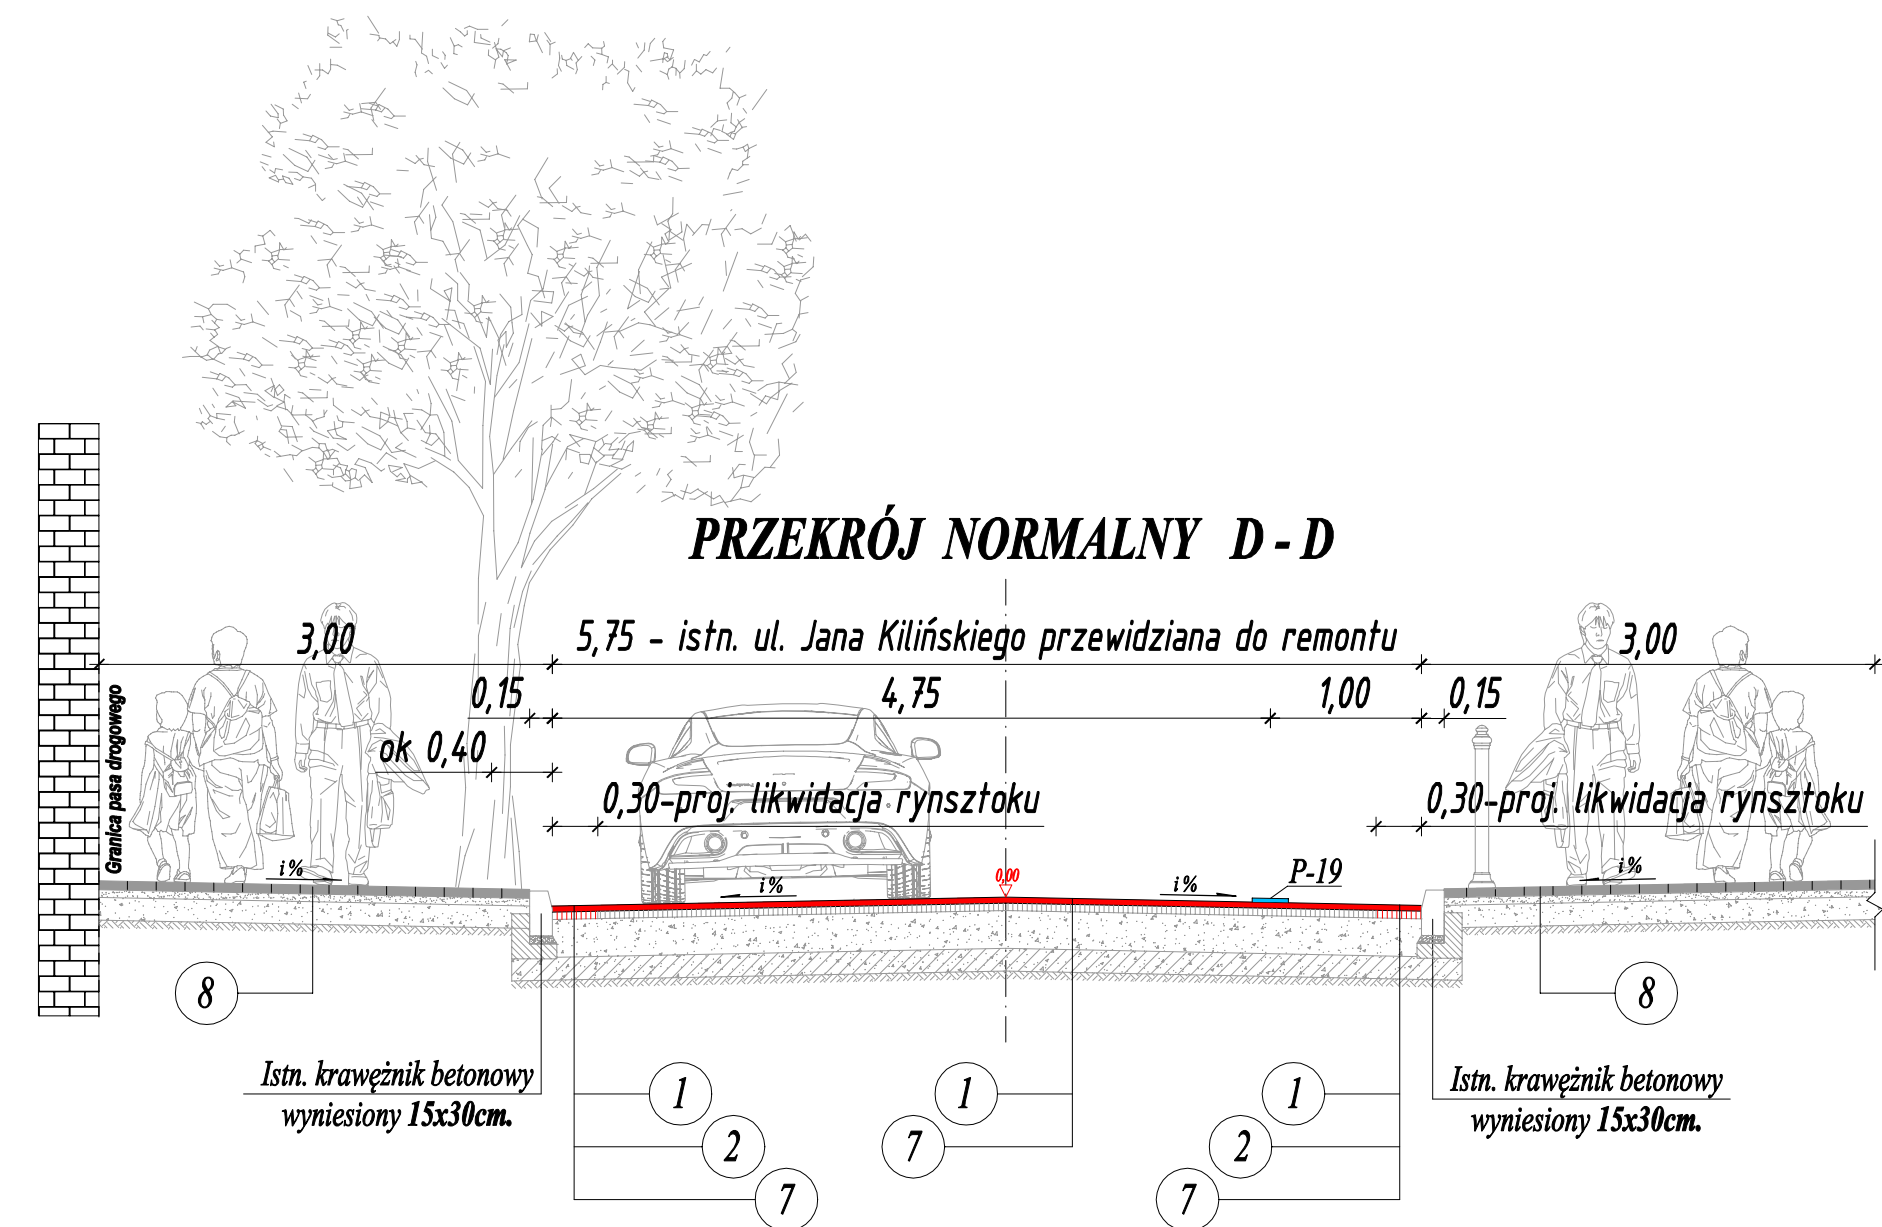 PRZEKRÓJ NORMALNY D - D
3,00
5,75 - istn. ul. Jana Kilińskiego przewidziana do remontu
3,00
0,15
4,75
1,00
0,15
ok 0,40
0,30-proj. likwidacja rynsztoku
0,30-proj. likwidacja rynsztoku
Granica pasa drogowego
i%
i%
0,00
i%
P-19
i%
8
8
Istn. krawężnik betonowy
wyniesiony 15x30cm.
1
1
1
Istn. krawężnik betonowy
wyniesiony 15x30cm.
2
7
2
7
7